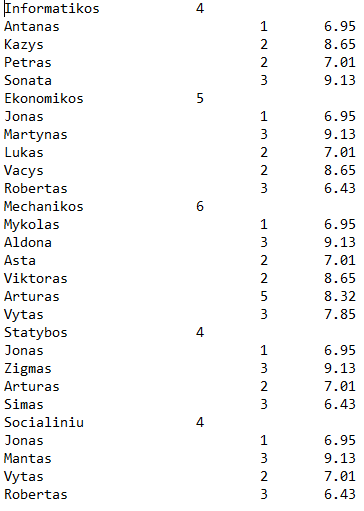 Informatikos 4
Antanas 1 6.95
Kazys 2 8.65
Petras 2 7.01
Sonata 3 9.13
Ekonomikos 5
Jonas 1 6.95
Martynas 3 9.13
Lukas 2 7.01
Vacys 2 8.65
Robertas 3 6.43
Mechanikos 6
Mykolas 1 6.95
Aldona 3 9.13
Asta 2 7.01
Viktoras 2 8.65
Arturas 5 8.32
Vytas 3 7.85
Statybos 4
Jonas 1 6.95
Zigmas 3 9.13
Arturas 2 7.01
Simas 3 6.43
Socialiniu 4
Jonas 1 6.95
Mantas 3 9.13
Vytas 2 7.01
Robertas 3 6.43